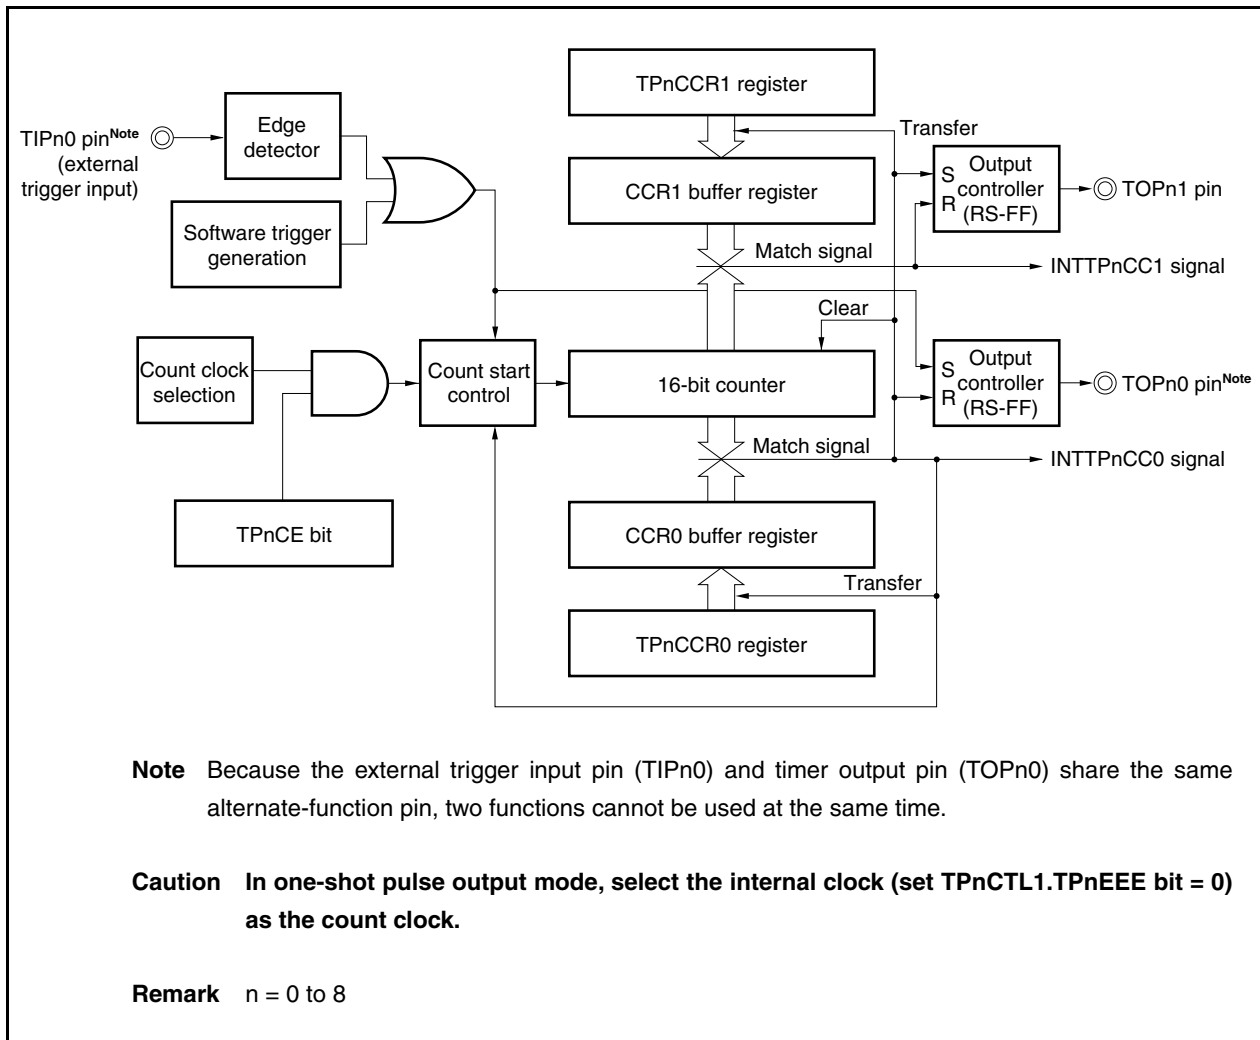 TPnCCR1 register
TIPn0 pinNote
(external
trigger input)
Edge
detector
Transfer
CCR1 buffer register
S
R
Output
controller
(RS-FF)
TOPn1 pin
Software trigger
generation
Match signal
INTTPnCC1 signal
Clear
Count clock
selection
Count start
control
16-bit counter
S
R
Output
controller
(RS-FF)
TOPn0 pinNote
Match signal
INTTPnCC0 signal
TPnCE bit
CCR0 buffer register
Transfer
TPnCCR0 register
Note Because the external trigger input pin (TIPn0) and timer output pin (TOPn0) share the same
alternate-function pin, two functions cannot be used at the same time.
Caution In one-shot pulse output mode, select the internal clock (set TPnCTL1.TPnEEE bit = 0)
as the count clock.
Remark n = 0 to 8